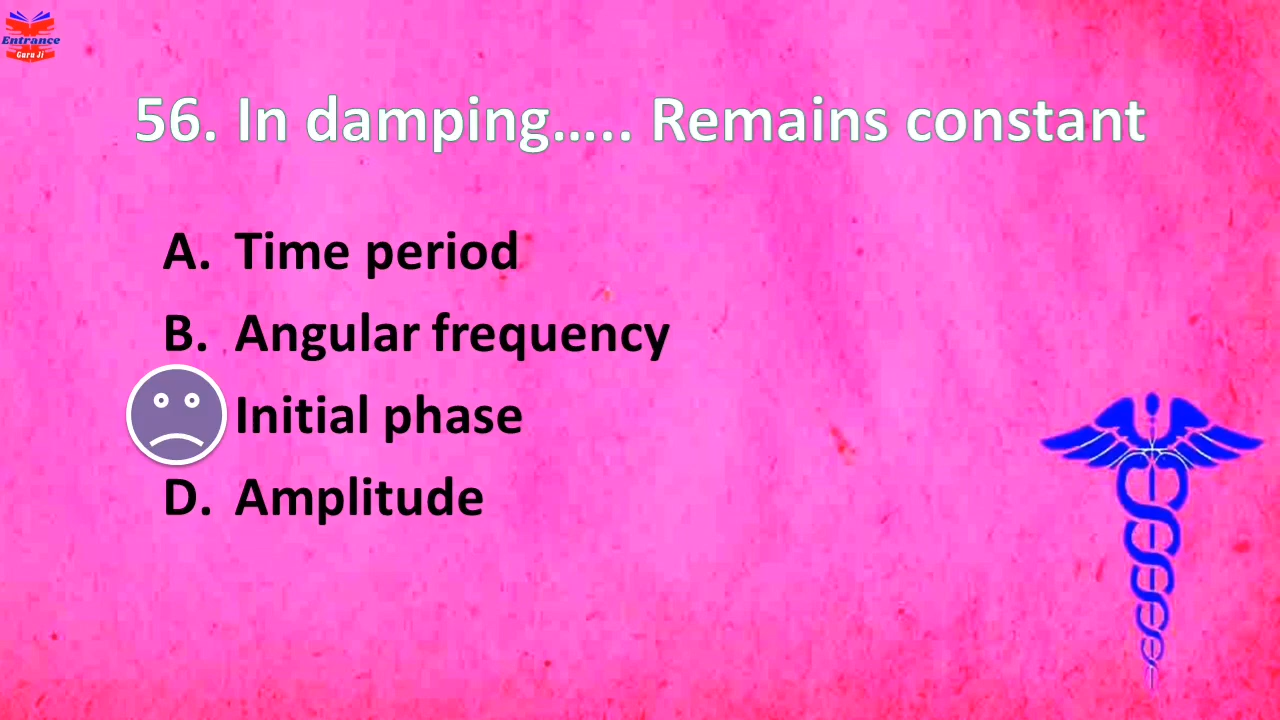 Entrance
Guru Ji
56. In damping..... Remains constant
A. Time period
B. Angular frequency
Initial phase
D. Amplitude